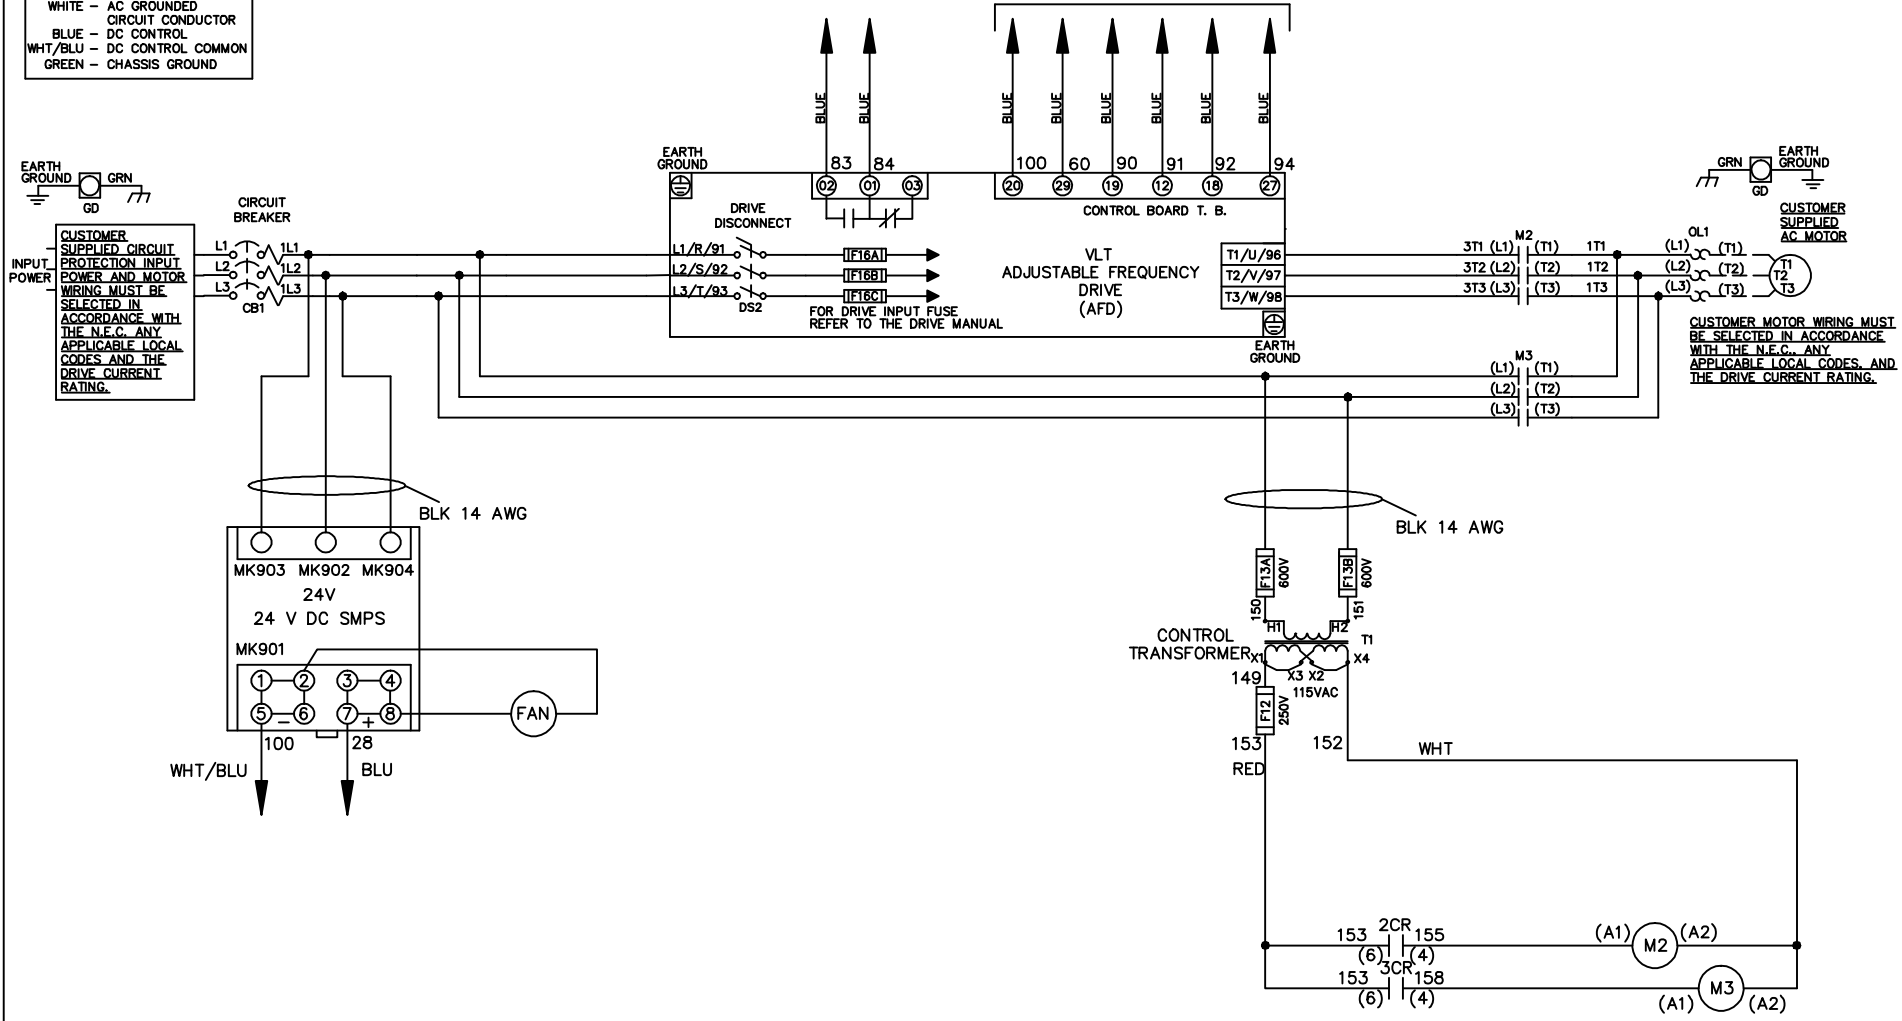 WHITE – AC GROUNDED
CIRCUIT CONDUCTOR
BLUE – DC CONTROL
WHT/BLU – DC CONTROL COMMON
GREEN – CHASSIS GROUND
BLUE
BLUE
BLUE
BLUE
BLUE
BLUE
BLUE
BLUE
EARTH
GROUND
GRN
GD
CUSTOMER
SUPPLIED CIRCUIT
PROTECTION INPUT
POWER AND MOTOR
WIRING MUST BE
SELECTED IN
ACCORDANCE WITH
THE N.E.C. ANY
APPLICABLE LOCAL
CODES AND THE
DRIVE CURRENT
RATING.
INPUT
POWER
CIRCUIT
BREAKER
L1 1L1
L2 1L2
L3 1L3
CB1
EARTH
GROUND
83 84
02 01 03
100 60 90 91 92 94
20 29 19 12 18 27
CONTROL BOARD T. B.
DRIVE
DISCONNECT
L1/R/91
L2/S/92
L3/T/93
DS2
F16A
F16B
F16C
FOR DRIVE INPUT FUSE
REFER TO THE DRIVE MANUAL
VLT
ADJUSTABLE FREQUENCY
DRIVE
(AFD)
T1/U/96
T2/V/97
T3/W/98
EARTH
GROUND
M2
3T1 (L1) (T1) 1T1
3T2 (L2) (T2) 1T2
3T3 (L3) (T3) 1T3
M3
(L1) (T1)
(L2) (T2)
(L3) (T3)
OL1
(L1) (T1)
(L2) (T2)
(L3) (T3)
T1
T2
T3
GRN
GD
EARTH
GROUND
CUSTOMER
SUPPLIED
AC MOTOR
CUSTOMER MOTOR WIRING MUST
BE SELECTED IN ACCORDANCE
WITH THE N.E.C., ANY
APPLICABLE LOCAL CODES, AND
THE DRIVE CURRENT RATING.
BLK 14 AWG
MK903 MK902 MK904
24V
24 V DC SMPS
MK901
1 2 3 4
5 – 6 7 + 8
100 28
WHT/BLU BLU
FAN
BLK 14 AWG
F13A 600V
F13B 600V
150 151
H1 H2
T1
CONTROL
TRANSFORMER
X1 X4
X3 X2
115VAC
149
F12 250V
153 152
RED
WHT
2CR
153 155
(6) (4)
(A1) M2 (A2)
3CR
153 158
(6) (4)
(A1) M3 (A2)